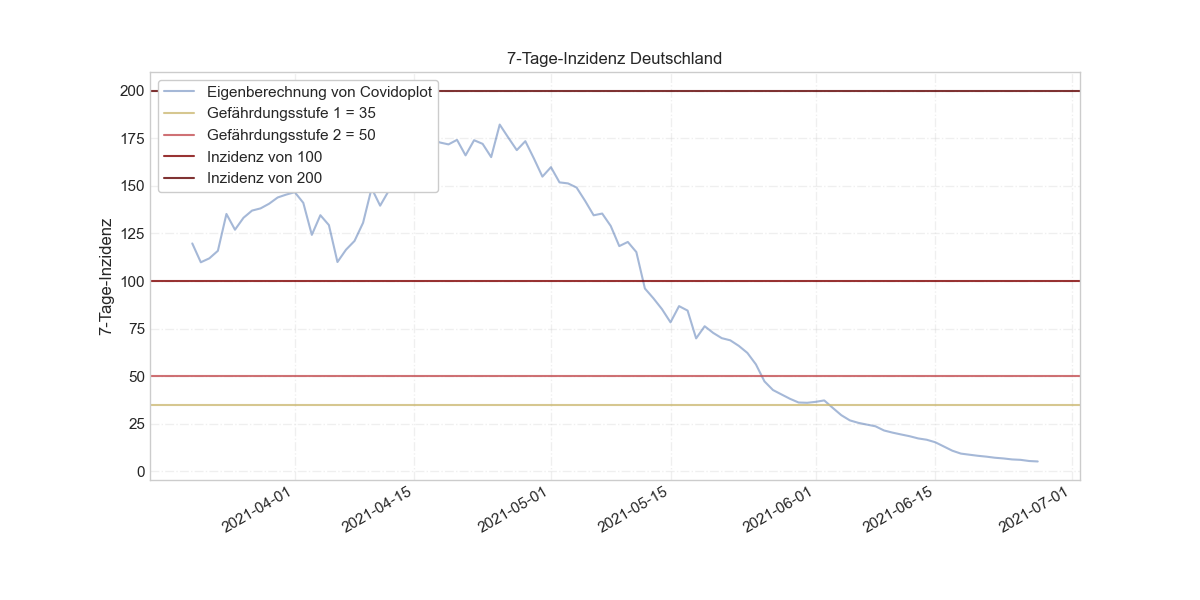 7-Tage-Inzidenz Deutschland
Eigenberechnung von Covidoplot
Gefährdungsstufe 1 = 35
Gefährdungsstufe 2 = 50
Inzidenz von 100
Inzidenz von 200
7-Tage-Inzidenz
200
175
150
125
100
75
50
25
0
2021-04-01
2021-04-15
2021-05-01
2021-05-15
2021-06-01
2021-06-15
2021-07-01